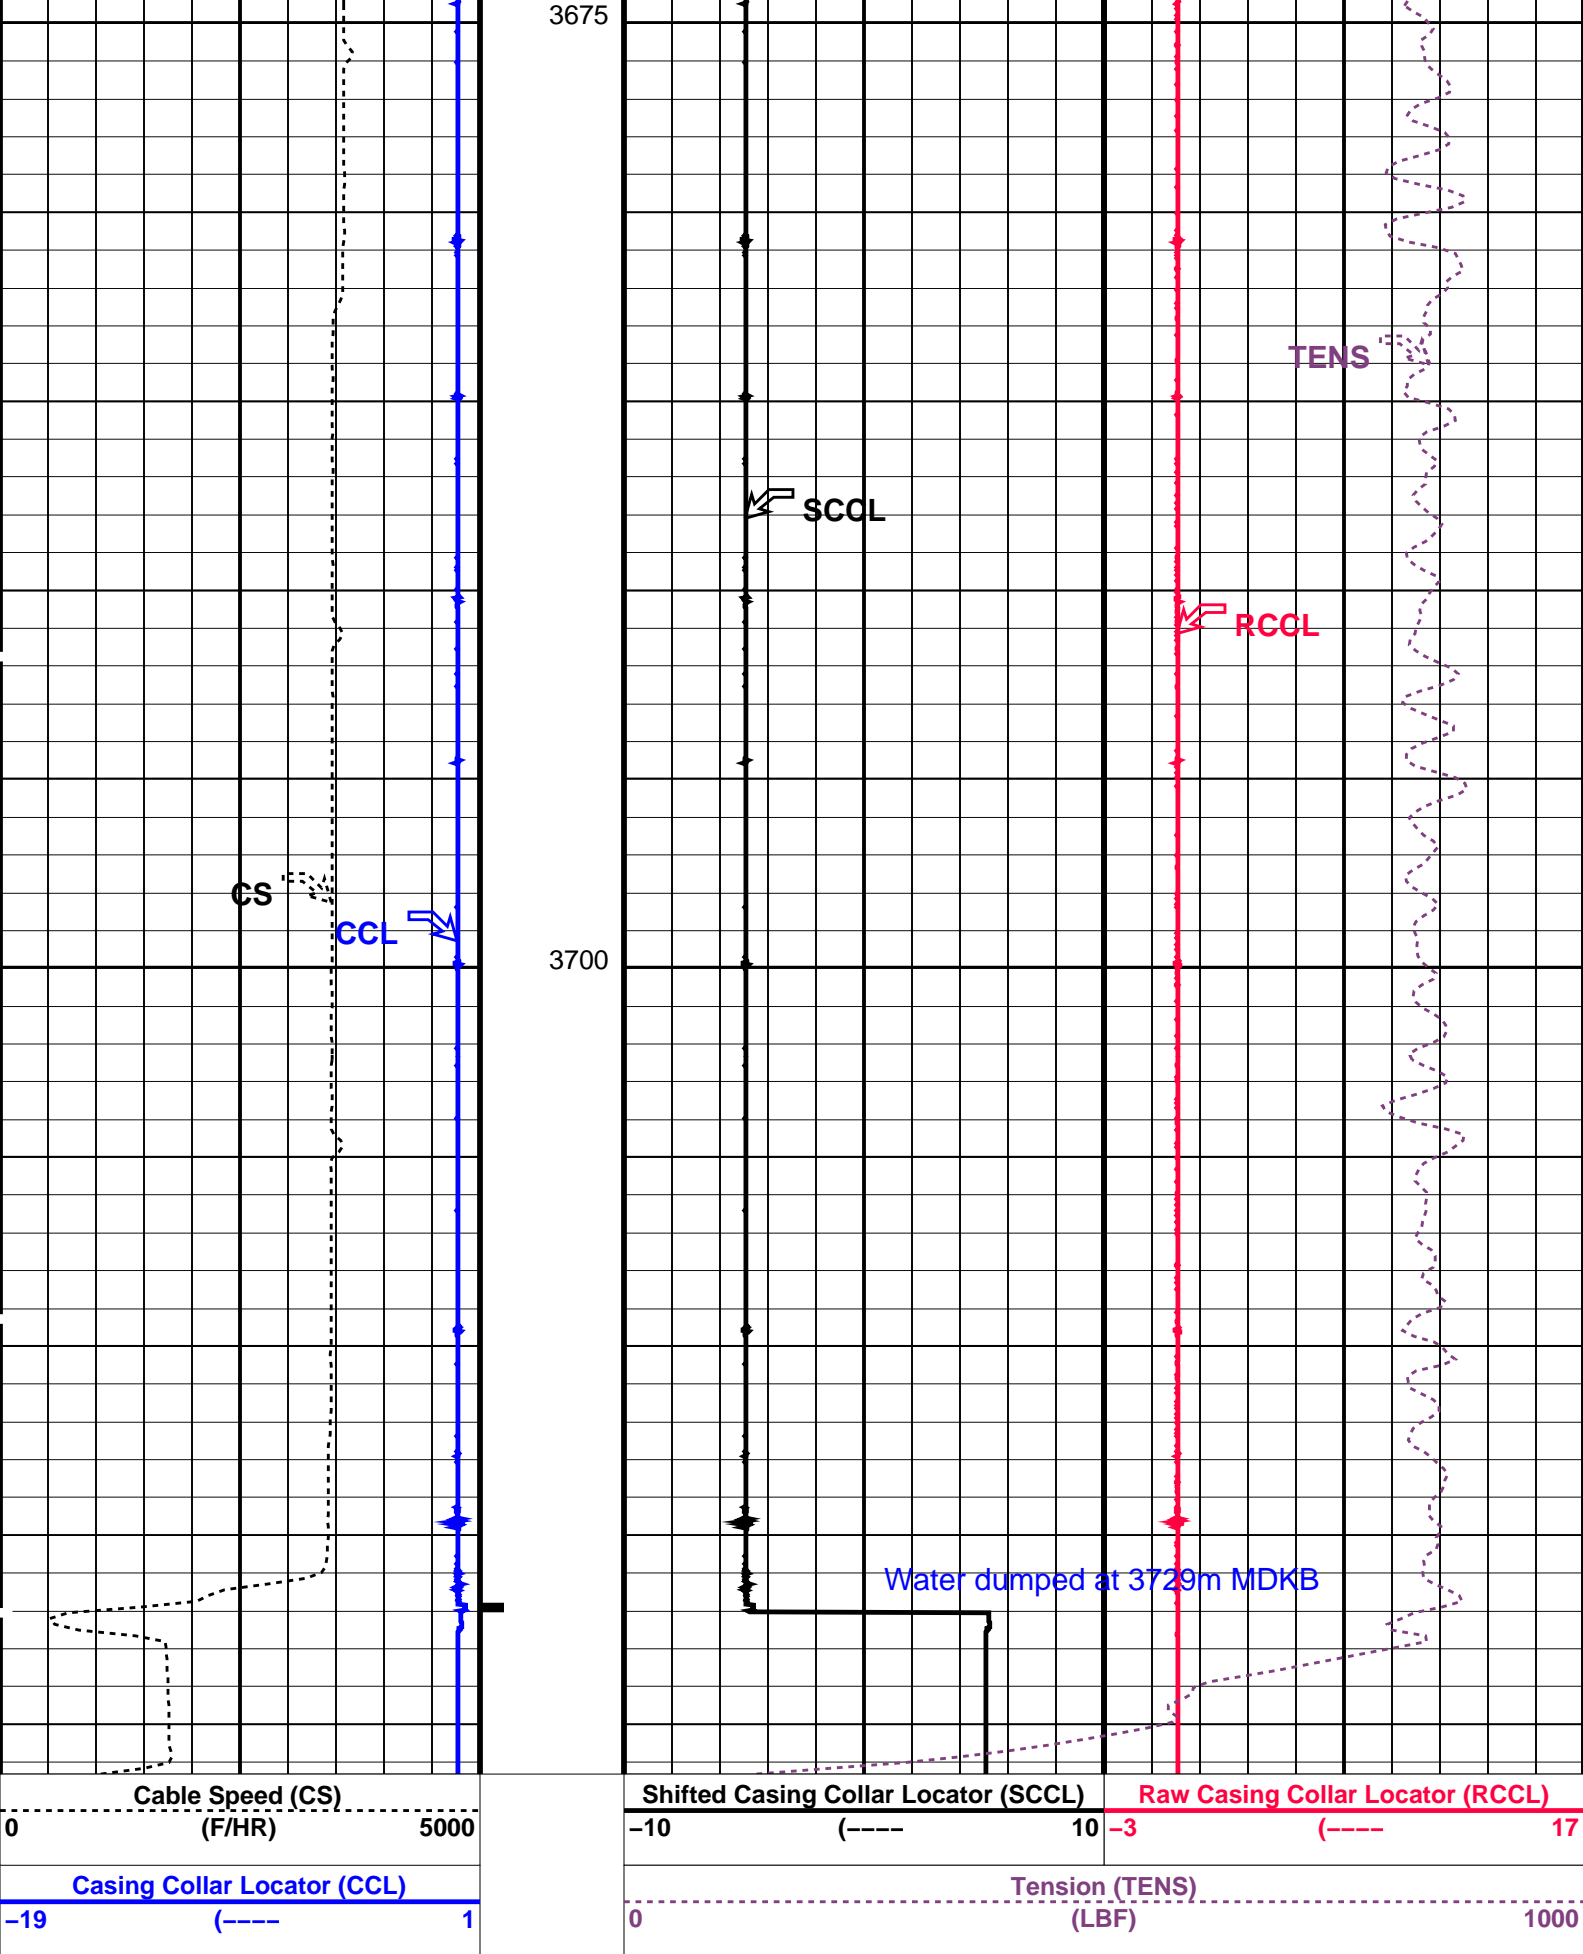 3675
TENS
SCCL
RCCL
CS
CCL
3700
Water dumped at 3729m MDKB
Cable Speed (CS)
0 (F/HR) 5000
Casing Collar Locator (CCL)
−19 (−−−− 1
Shifted Casing Collar Locator (SCCL)
−10 (−−−− 10
Raw Casing Collar Locator (RCCL)
−3 (−−−− 17
Tension (TENS)
0 (LBF) 1000